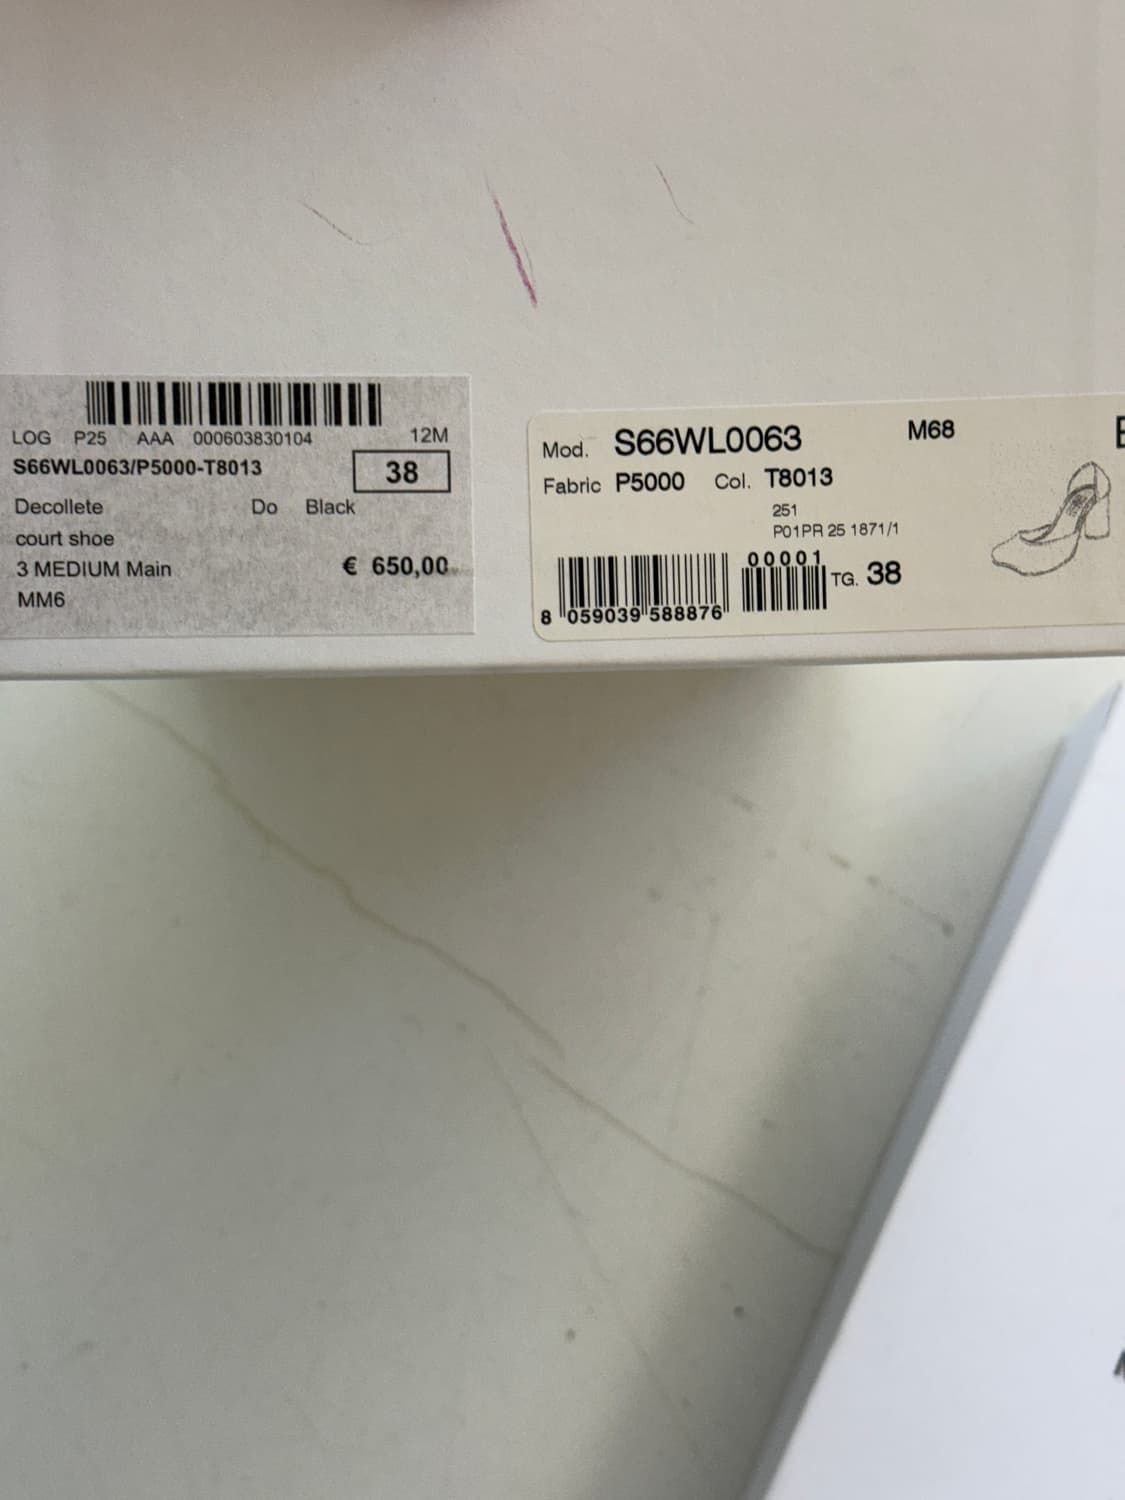 LOG P25 AAA 000603830104 12M
S66WL0063/P5000-T8013 38
Decollete Do Black
court shoe
3 MEDIUM Main € 650,00
MM6
Mod. S66WL0063 M68
Fabric P5000 Col. T8013
251
P01PR 25 1871/1
00001
TG. 38
8 059039 588876